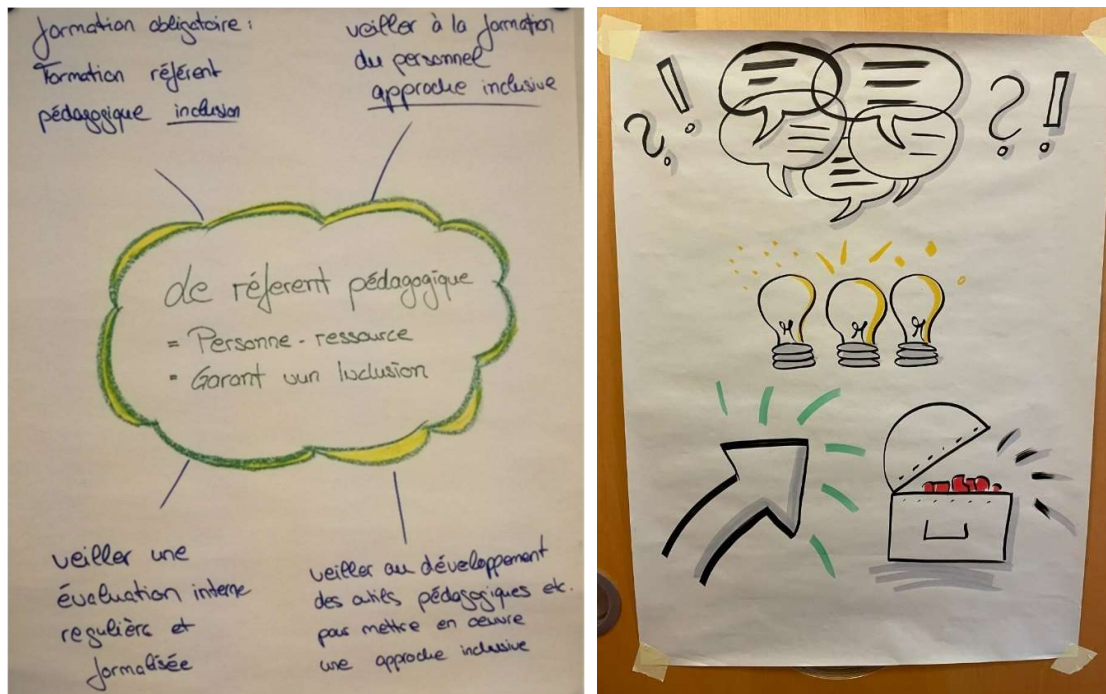 formation obligatoire :
Formation référent
pédagogique inclusion
veiller à la formation
du personnel
approche inclusive
de réferent pédagogique
= Personne-ressource
= Garant vun Inclusion
veiller une
évaluation interne
regulière et
formalisée
veiller au développement
des outils pédagogiques etc.
pour mettre en oeuvre
une approche inclusive
?!
?!